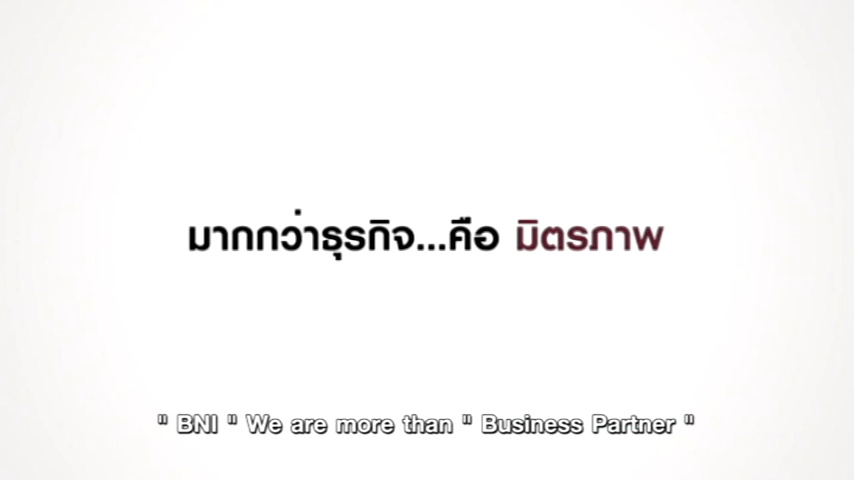 มากกว่าธุรกิจ...คือ มิตรภาพ
" BNI " We are more than " Business Partner "